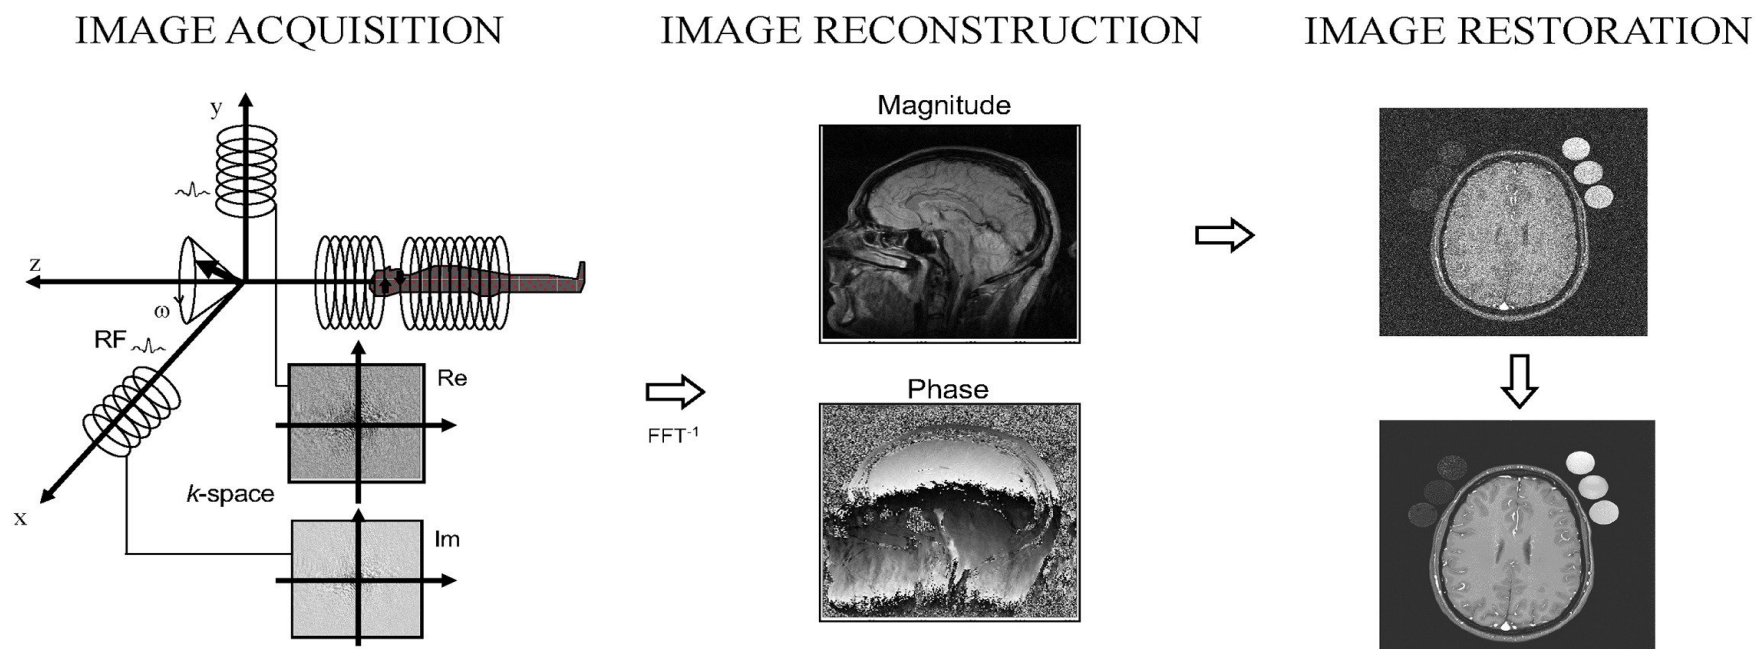 IMAGE ACQUISITION
IMAGE RECONSTRUCTION
IMAGE RESTORATION
y
z
ω
RF
x
Re
k-space
Im
FFT-1
Magnitude
Phase